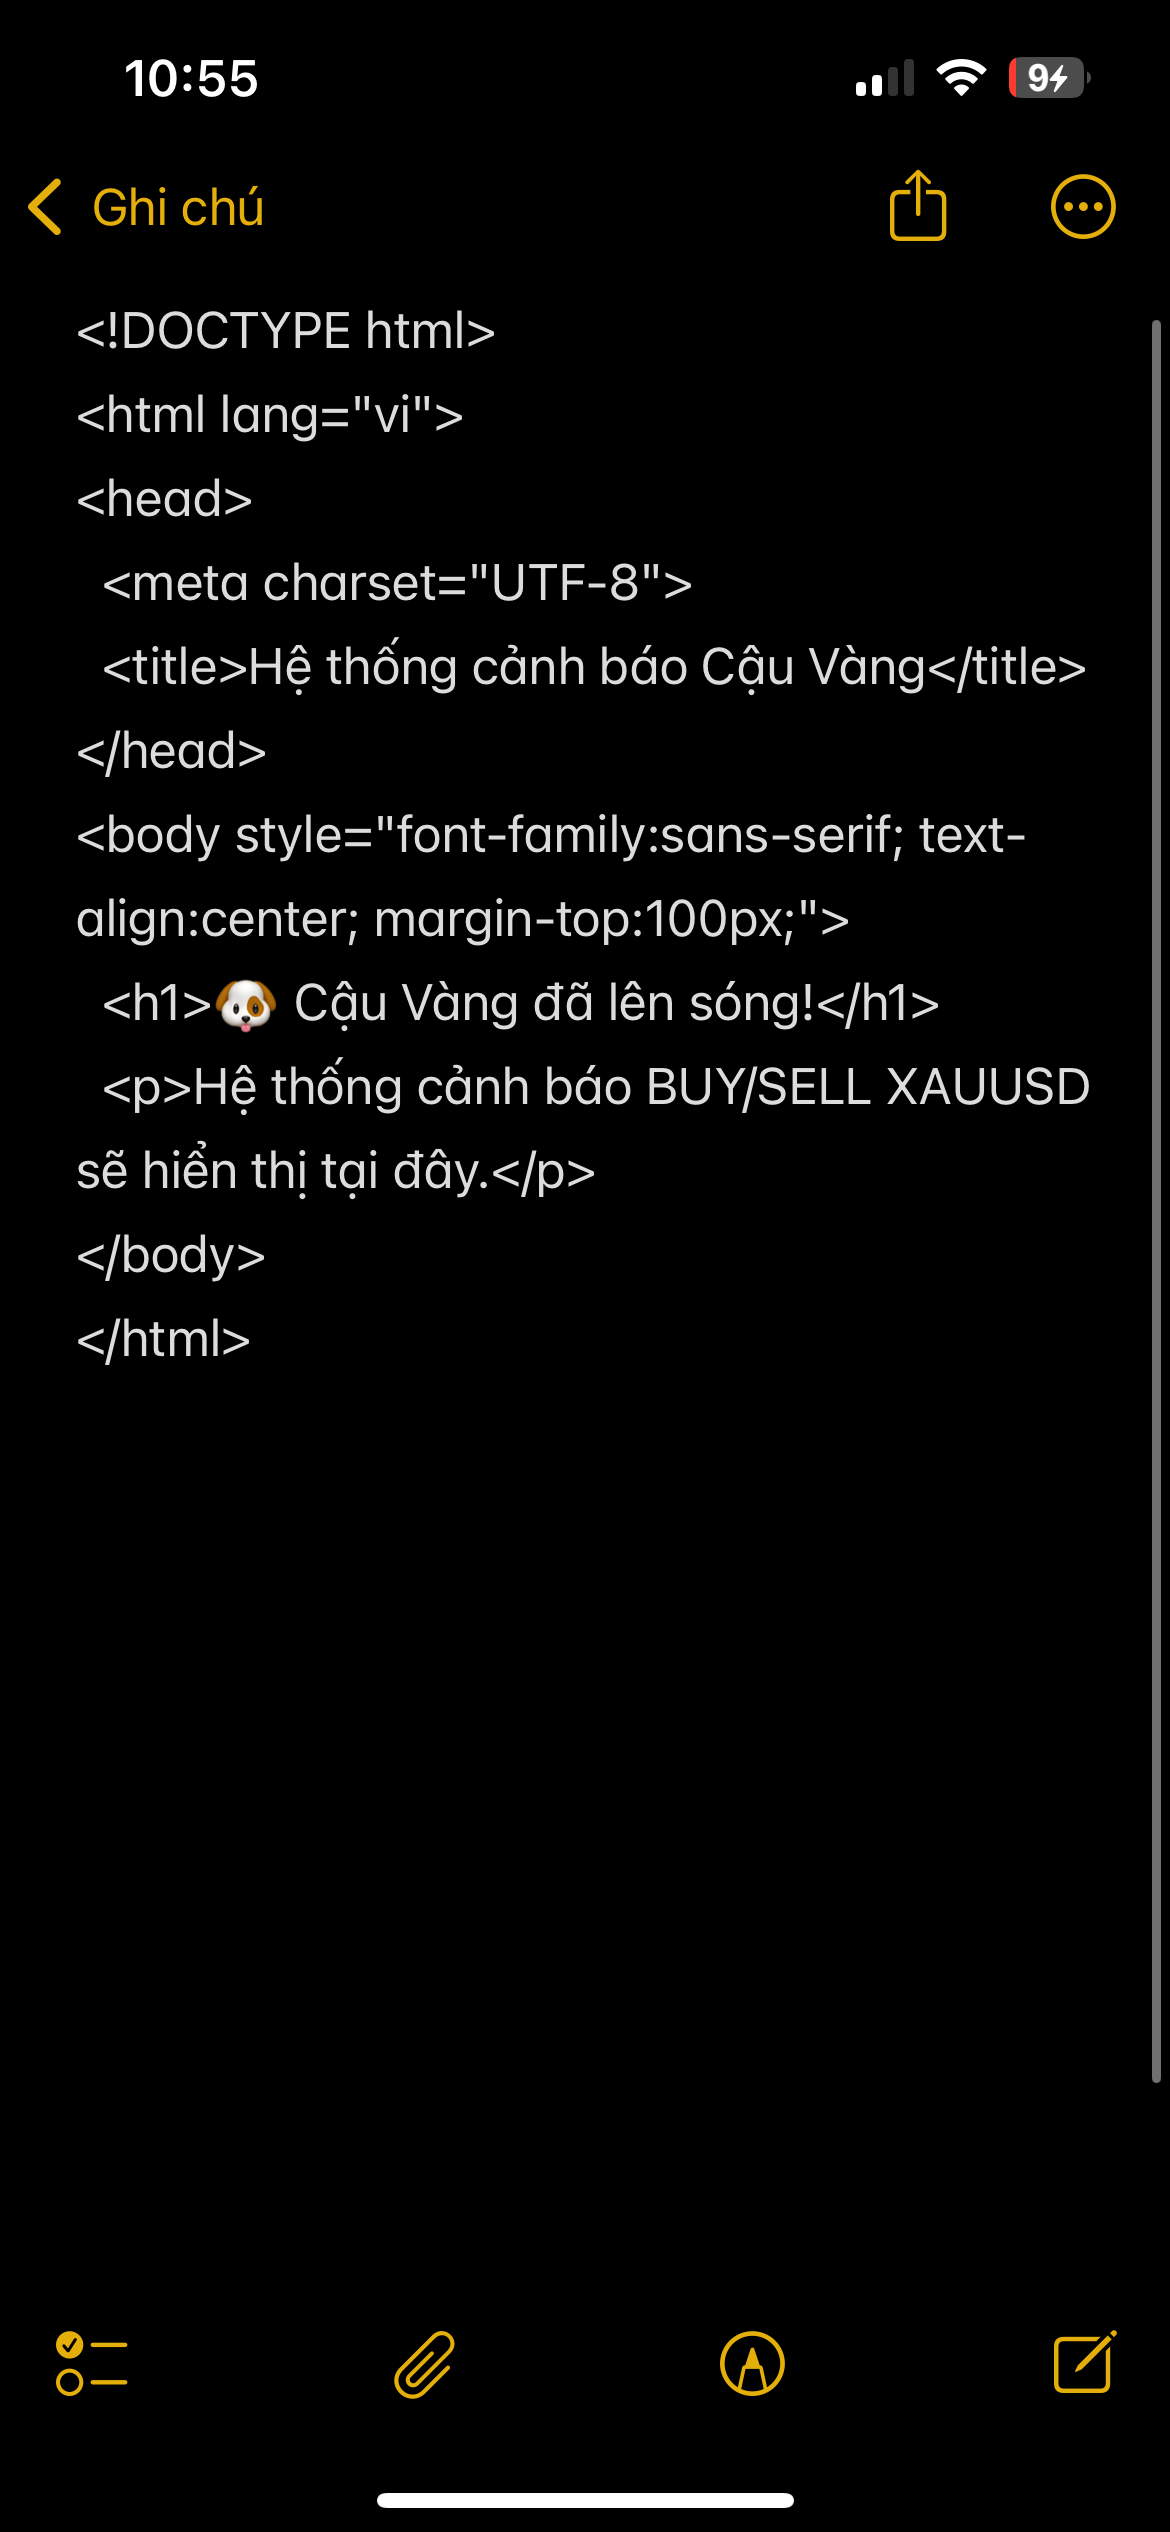 10:55
9
Ghi chú
<!DOCTYPE html>
<html lang="vi">
<head>
  <meta charset="UTF-8">
  <title>Hệ thống cảnh báo Cậu Vàng</title>
</head>
<body style="font-family:sans-serif; text-
align:center; margin-top:100px;">
  <h1>🐶 Cậu Vàng đã lên sóng!</h1>
  <p>Hệ thống cảnh báo BUY/SELL XAUUSD
sẽ hiển thị tại đây.</p>
</body>
</html>